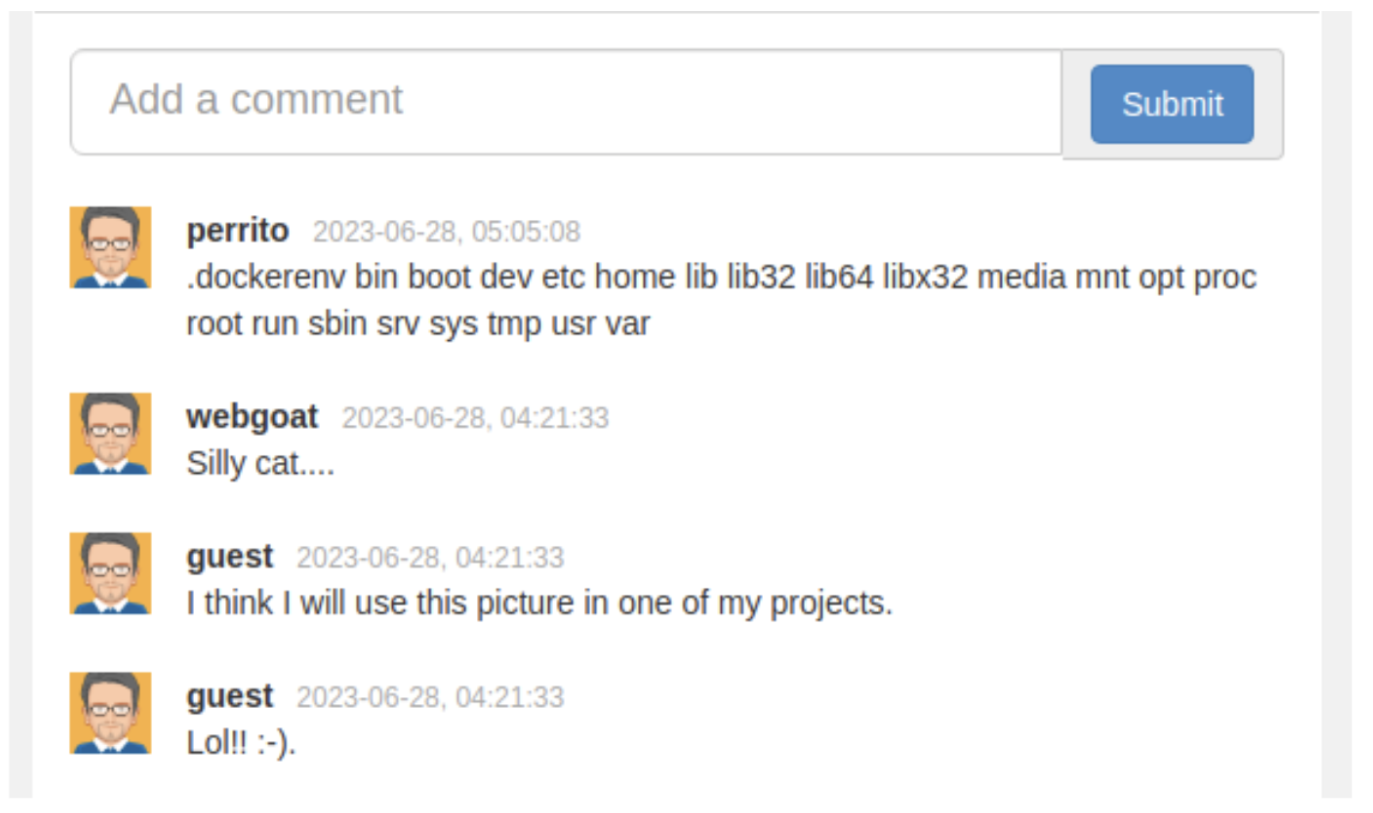 Add a comment
Submit
perrito 2023-06-28, 05:05:08
.dockerenv bin boot dev etc home lib lib32 lib64 libx32 media mnt opt proc
root run sbin srv sys tmp usr var
webgoat 2023-06-28, 04:21:33
Silly cat....
guest 2023-06-28, 04:21:33
I think I will use this picture in one of my projects.
guest 2023-06-28, 04:21:33
Lol!! :-).